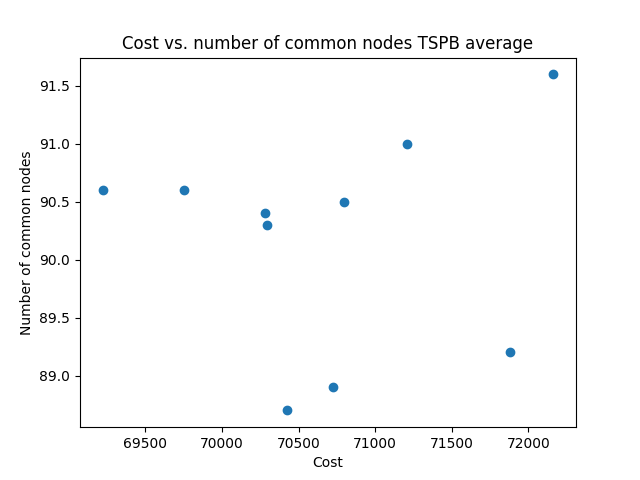 Cost vs. number of common nodes TSPB average
91.5
91.0
90.5
90.0
89.5
89.0
Number of common nodes
69500 70000 70500 71000 71500 72000
Cost